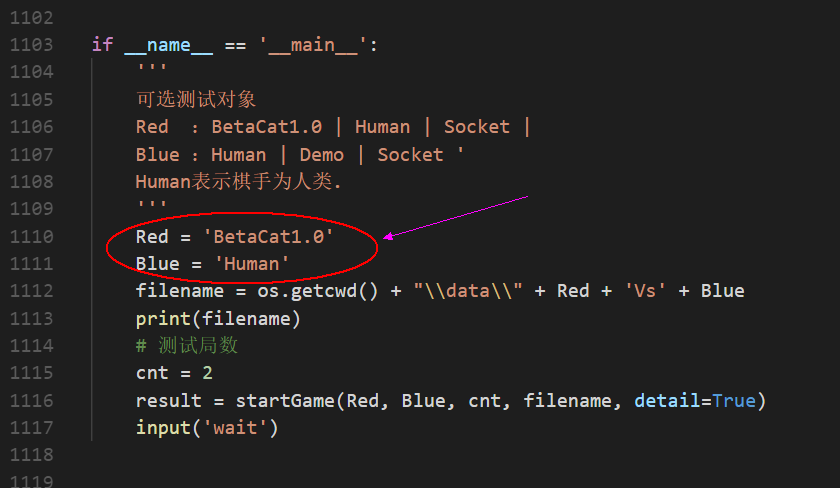 1102
1103 if __name__ == '__main__':
1104 '''
1105 可选测试对象
1106 Red ：BetaCat1.0 | Human | Socket |
1107 Blue ：Human | Demo | Socket '
1108 Human表示棋手为人类.
1109 '''
1110 Red = 'BetaCat1.0'
1111 Blue = 'Human'
1112 filename = os.getcwd() + "\\data\\" + Red + 'Vs' + Blue
1113 print(filename)
1114 # 测试局数
1115 cnt = 2
1116 result = startGame(Red, Blue, cnt, filename, detail=True)
1117 input('wait')
1118
1119